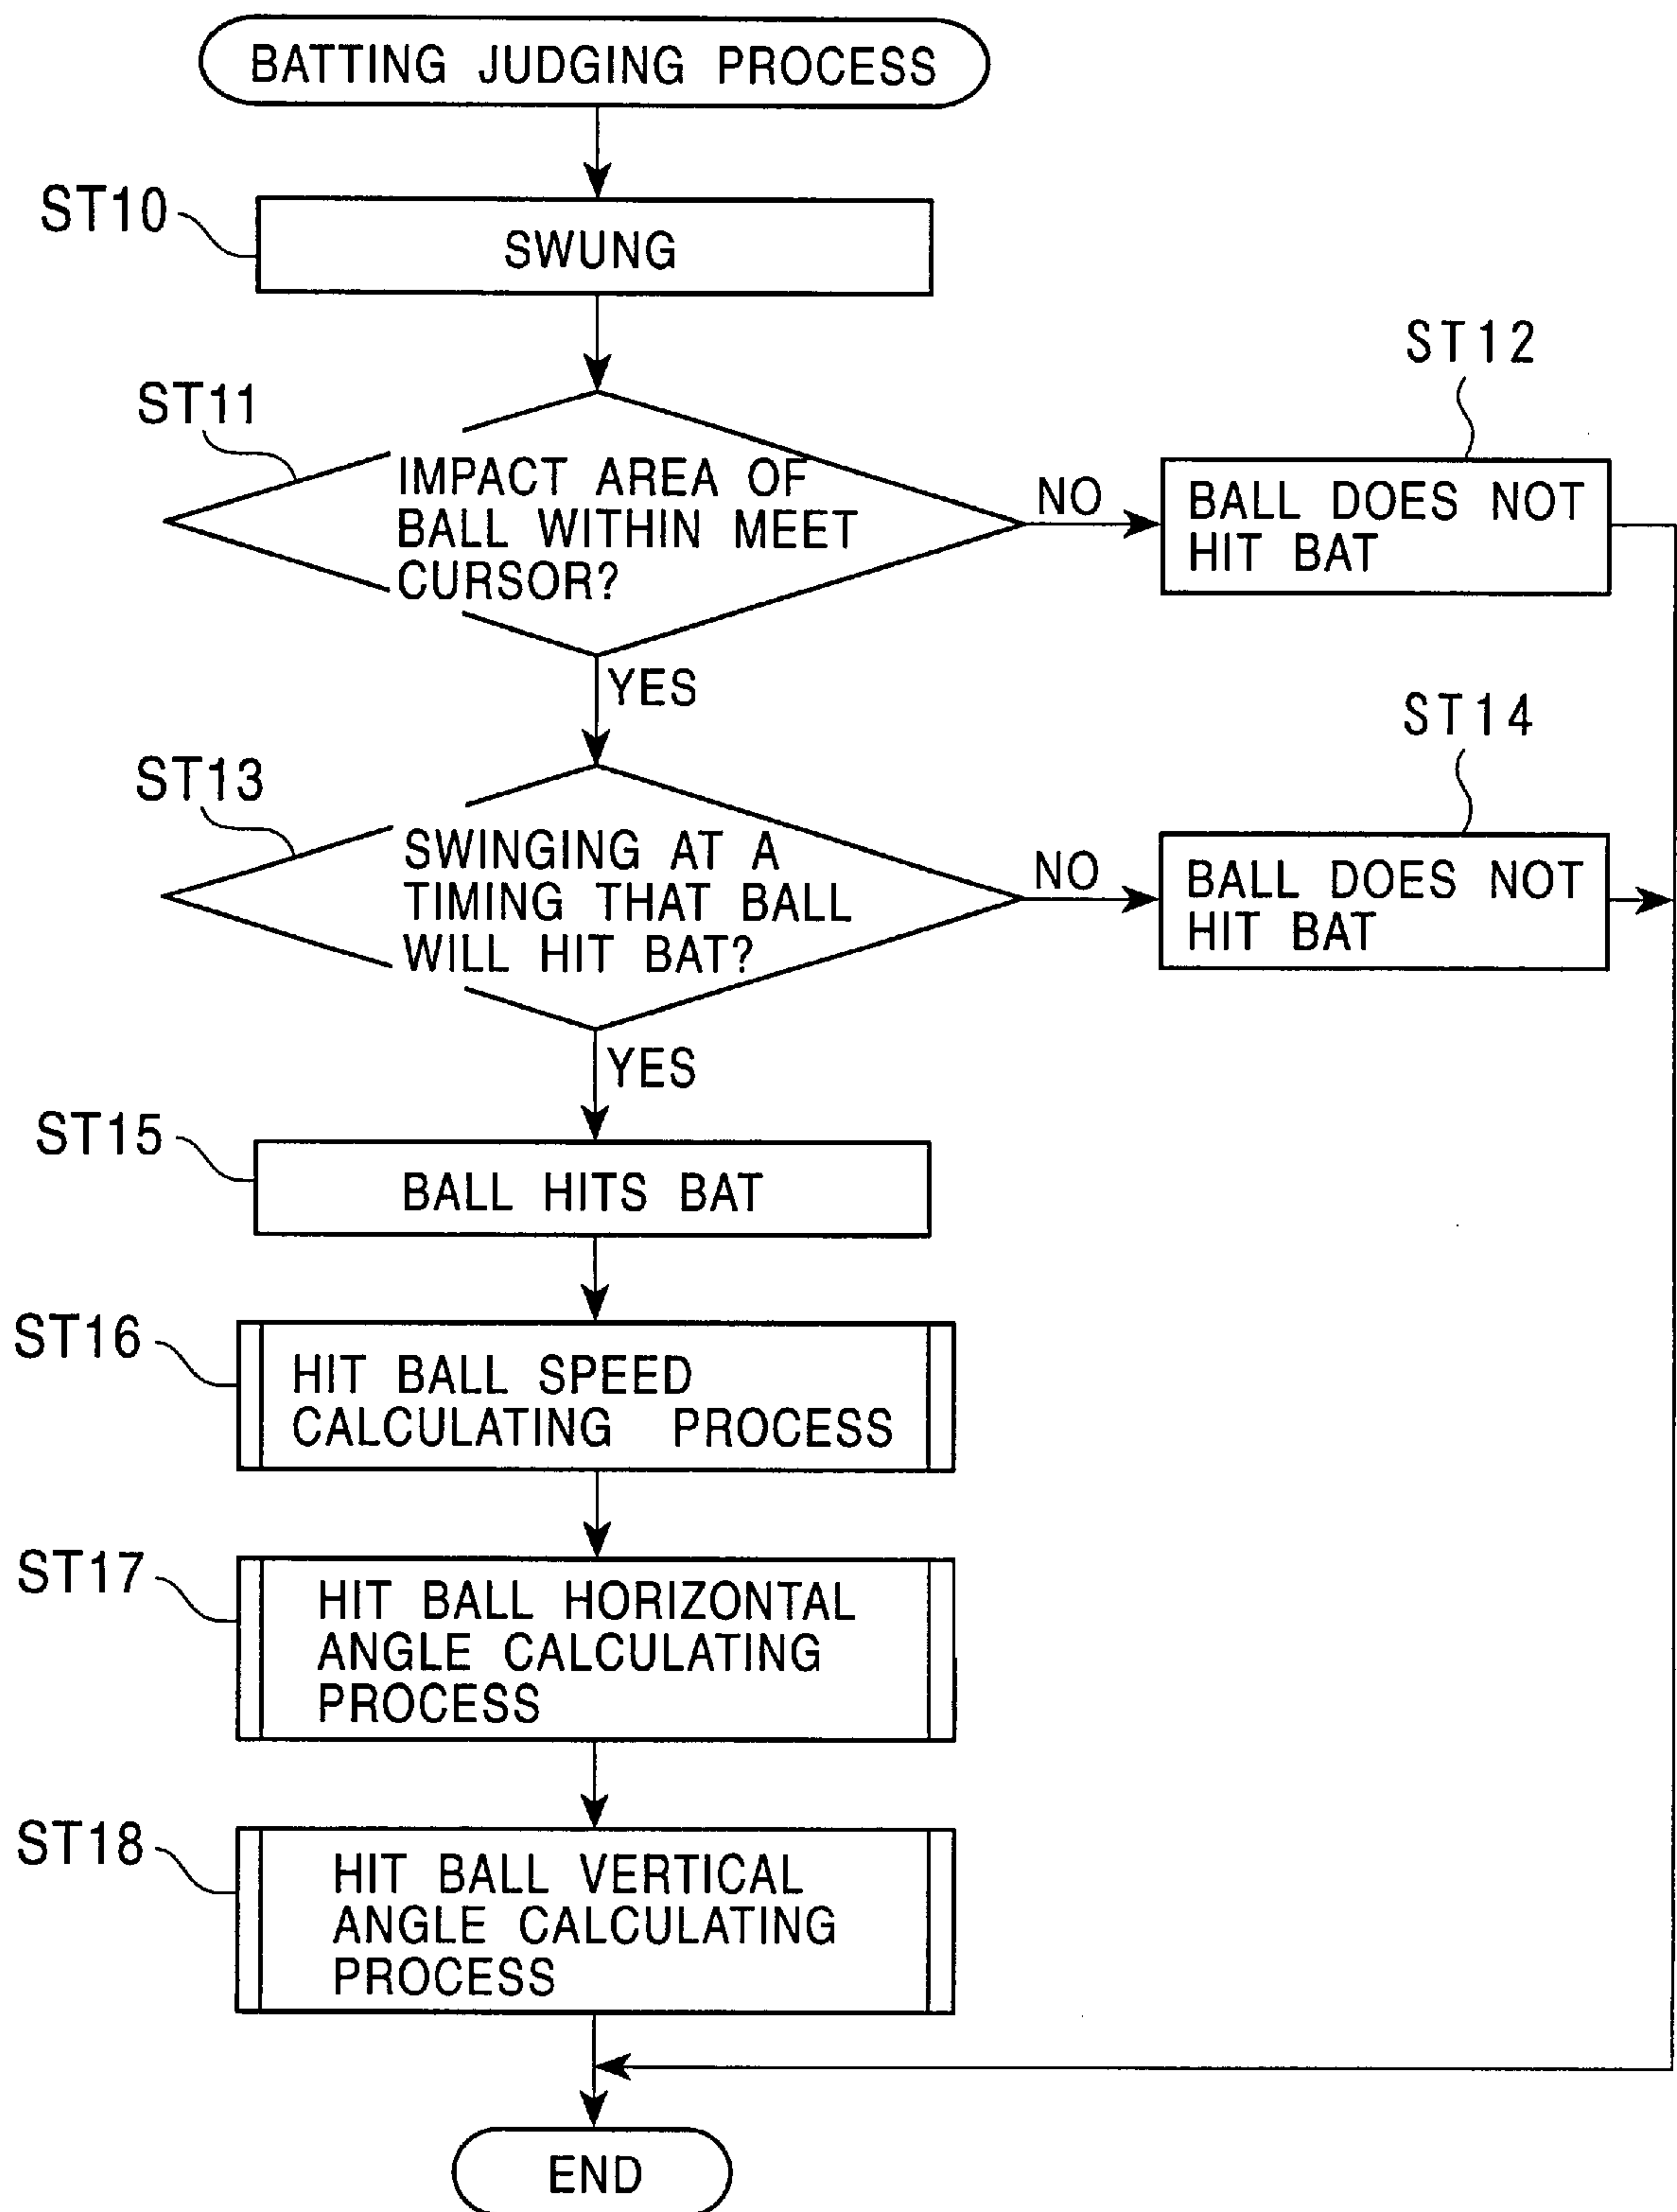 BATTING JUDGING PROCESS
ST10
SWUNG
ST11
IMPACT AREA OF
BALL WITHIN MEET
CURSOR?
NO
ST12
BALL DOES NOT
HIT BAT
YES
ST13
SWINGING AT A
TIMING THAT BALL
WILL HIT BAT?
NO
ST14
BALL DOES NOT
HIT BAT
YES
ST15
BALL HITS BAT
ST16
HIT BALL SPEED
CALCULATING PROCESS
ST17
HIT BALL HORIZONTAL
ANGLE CALCULATING
PROCESS
ST18
HIT BALL VERTICAL
ANGLE CALCULATING
PROCESS
END